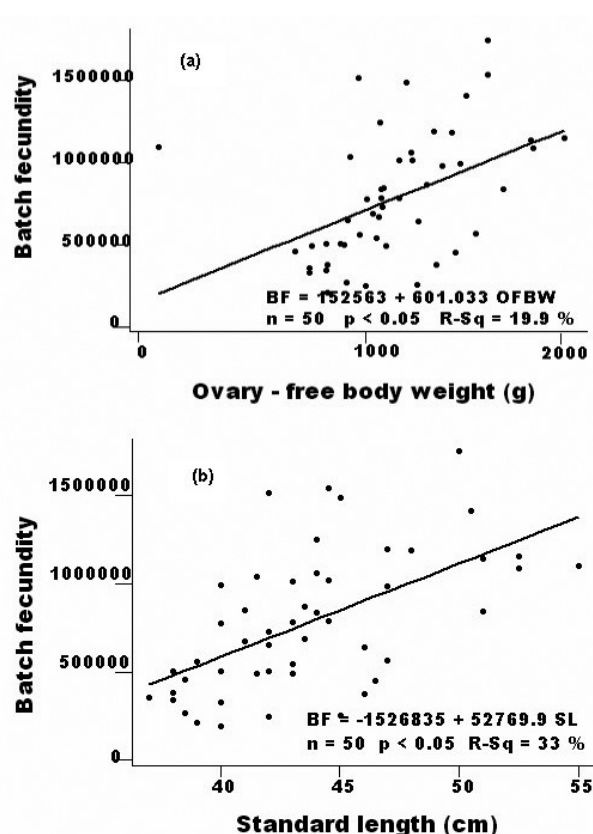 (a)
Batch fecundity
1500000
1000000
500000
0
BF = 152563 + 601.033 OFBW
n = 50 p < 0.05 R-Sq = 19.9 %
0 1000 2000
Ovary - free body weight (g)
(b)
Batch fecundity
1500000
1000000
500000
0
BF = -1526835 + 52769.9 SL
n = 50 p < 0.05 R-Sq = 33 %
40 45 50 55
Standard length (cm)